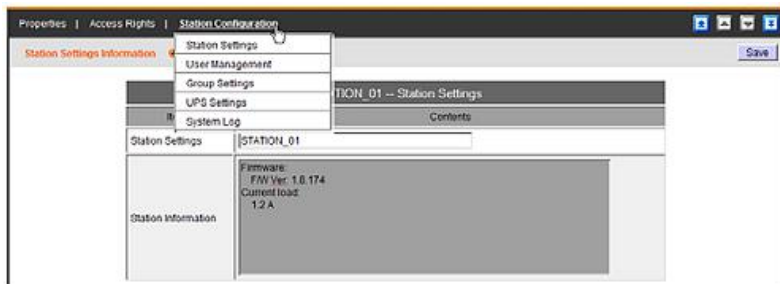 Properties | Access Rights | Station Configuration
Station Settings Information
Save
Station Settings
User Management
Group Settings
UPS Settings
System Log
TION_01 -- Station Settings
Contents
Station Settings
STATION_01
Station Information
Firmware:
F/W Ver: 1.6.174
Current load:
1.2 A